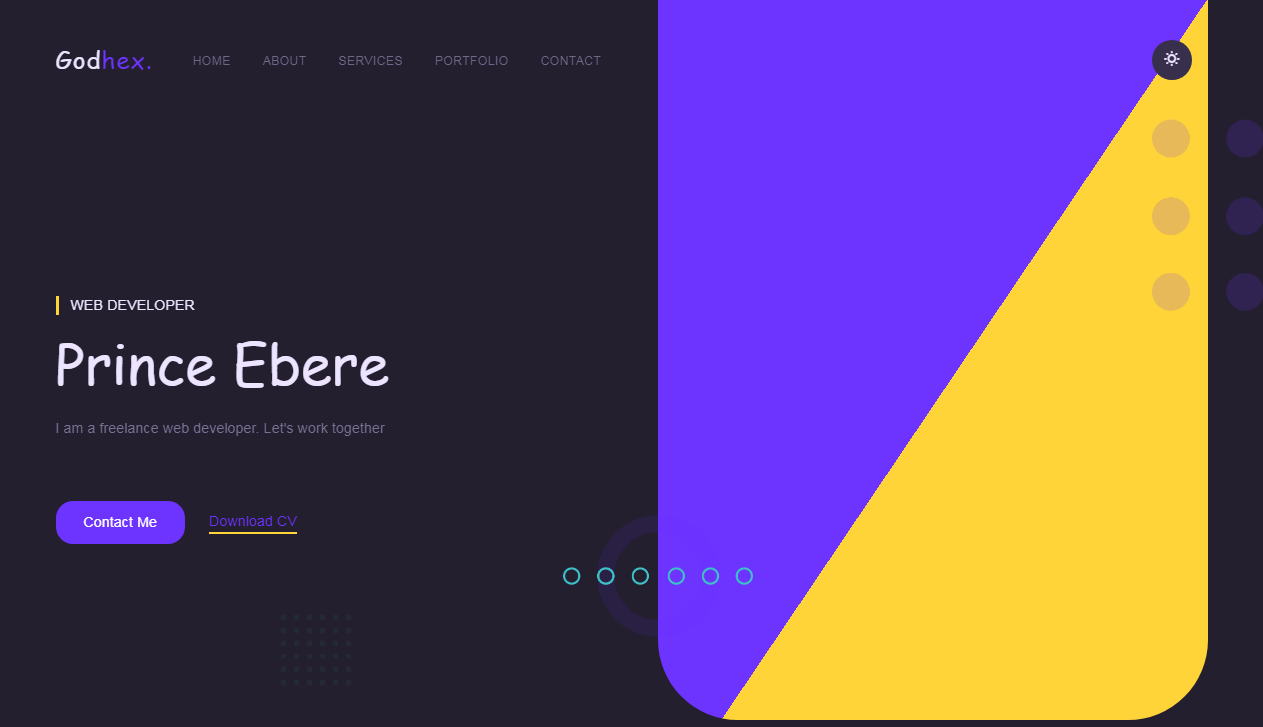 Godhex. HOME ABOUT SERVICES PORTFOLIO CONTACT
WEB DEVELOPER
Prince Ebere
I am a freelance web developer. Let's work together
Contact Me Download CV